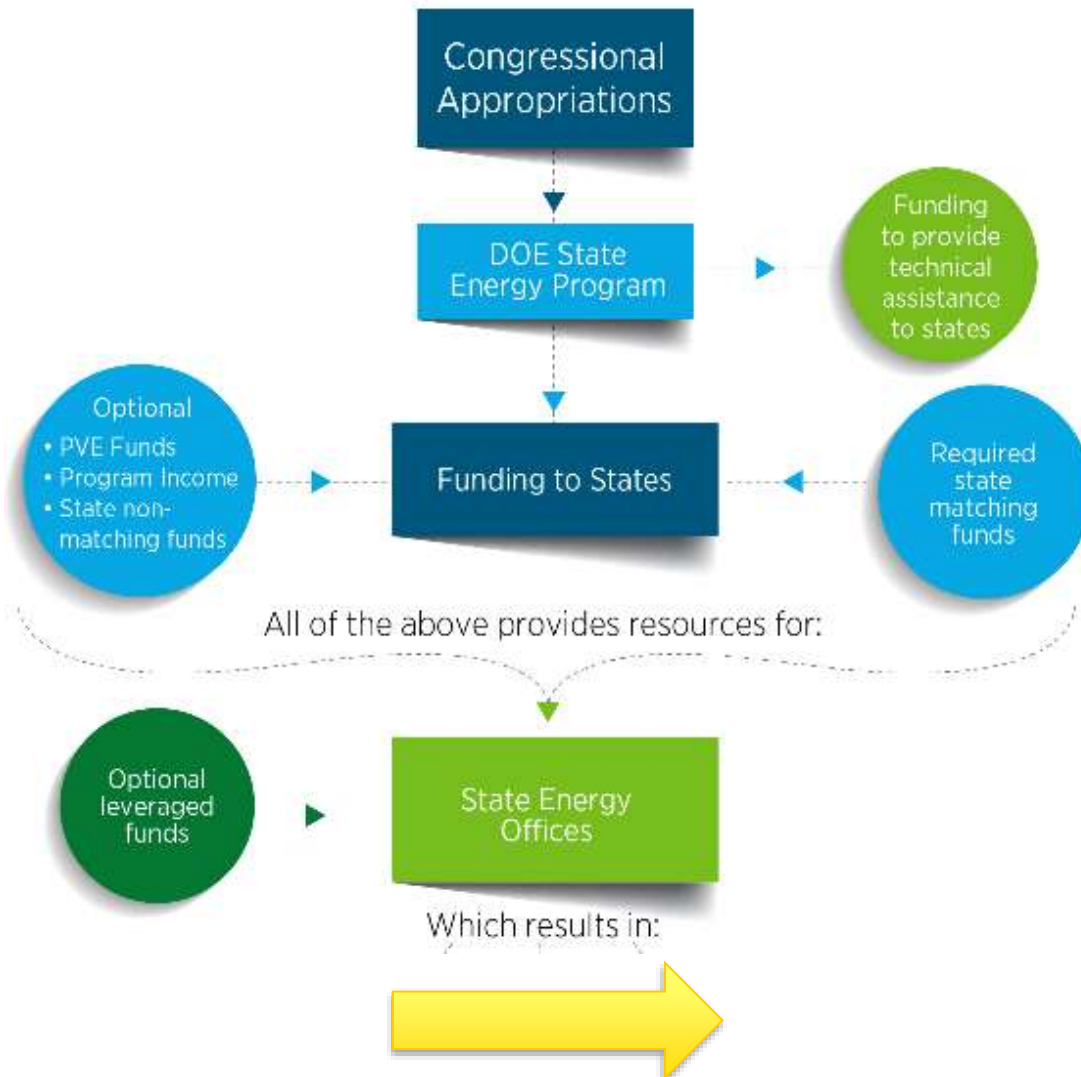 Congressional
Appropriations
DOE State
Energy Program
Funding
to provide
technical
assistance
to states
Optional
• PVE Funds
• Program Income
• State non-
matching funds
Funding to States
Required
state
matching
funds
All of the above provides resources for:
Optional
leveraged
funds
State Energy
Offices
Which results in: